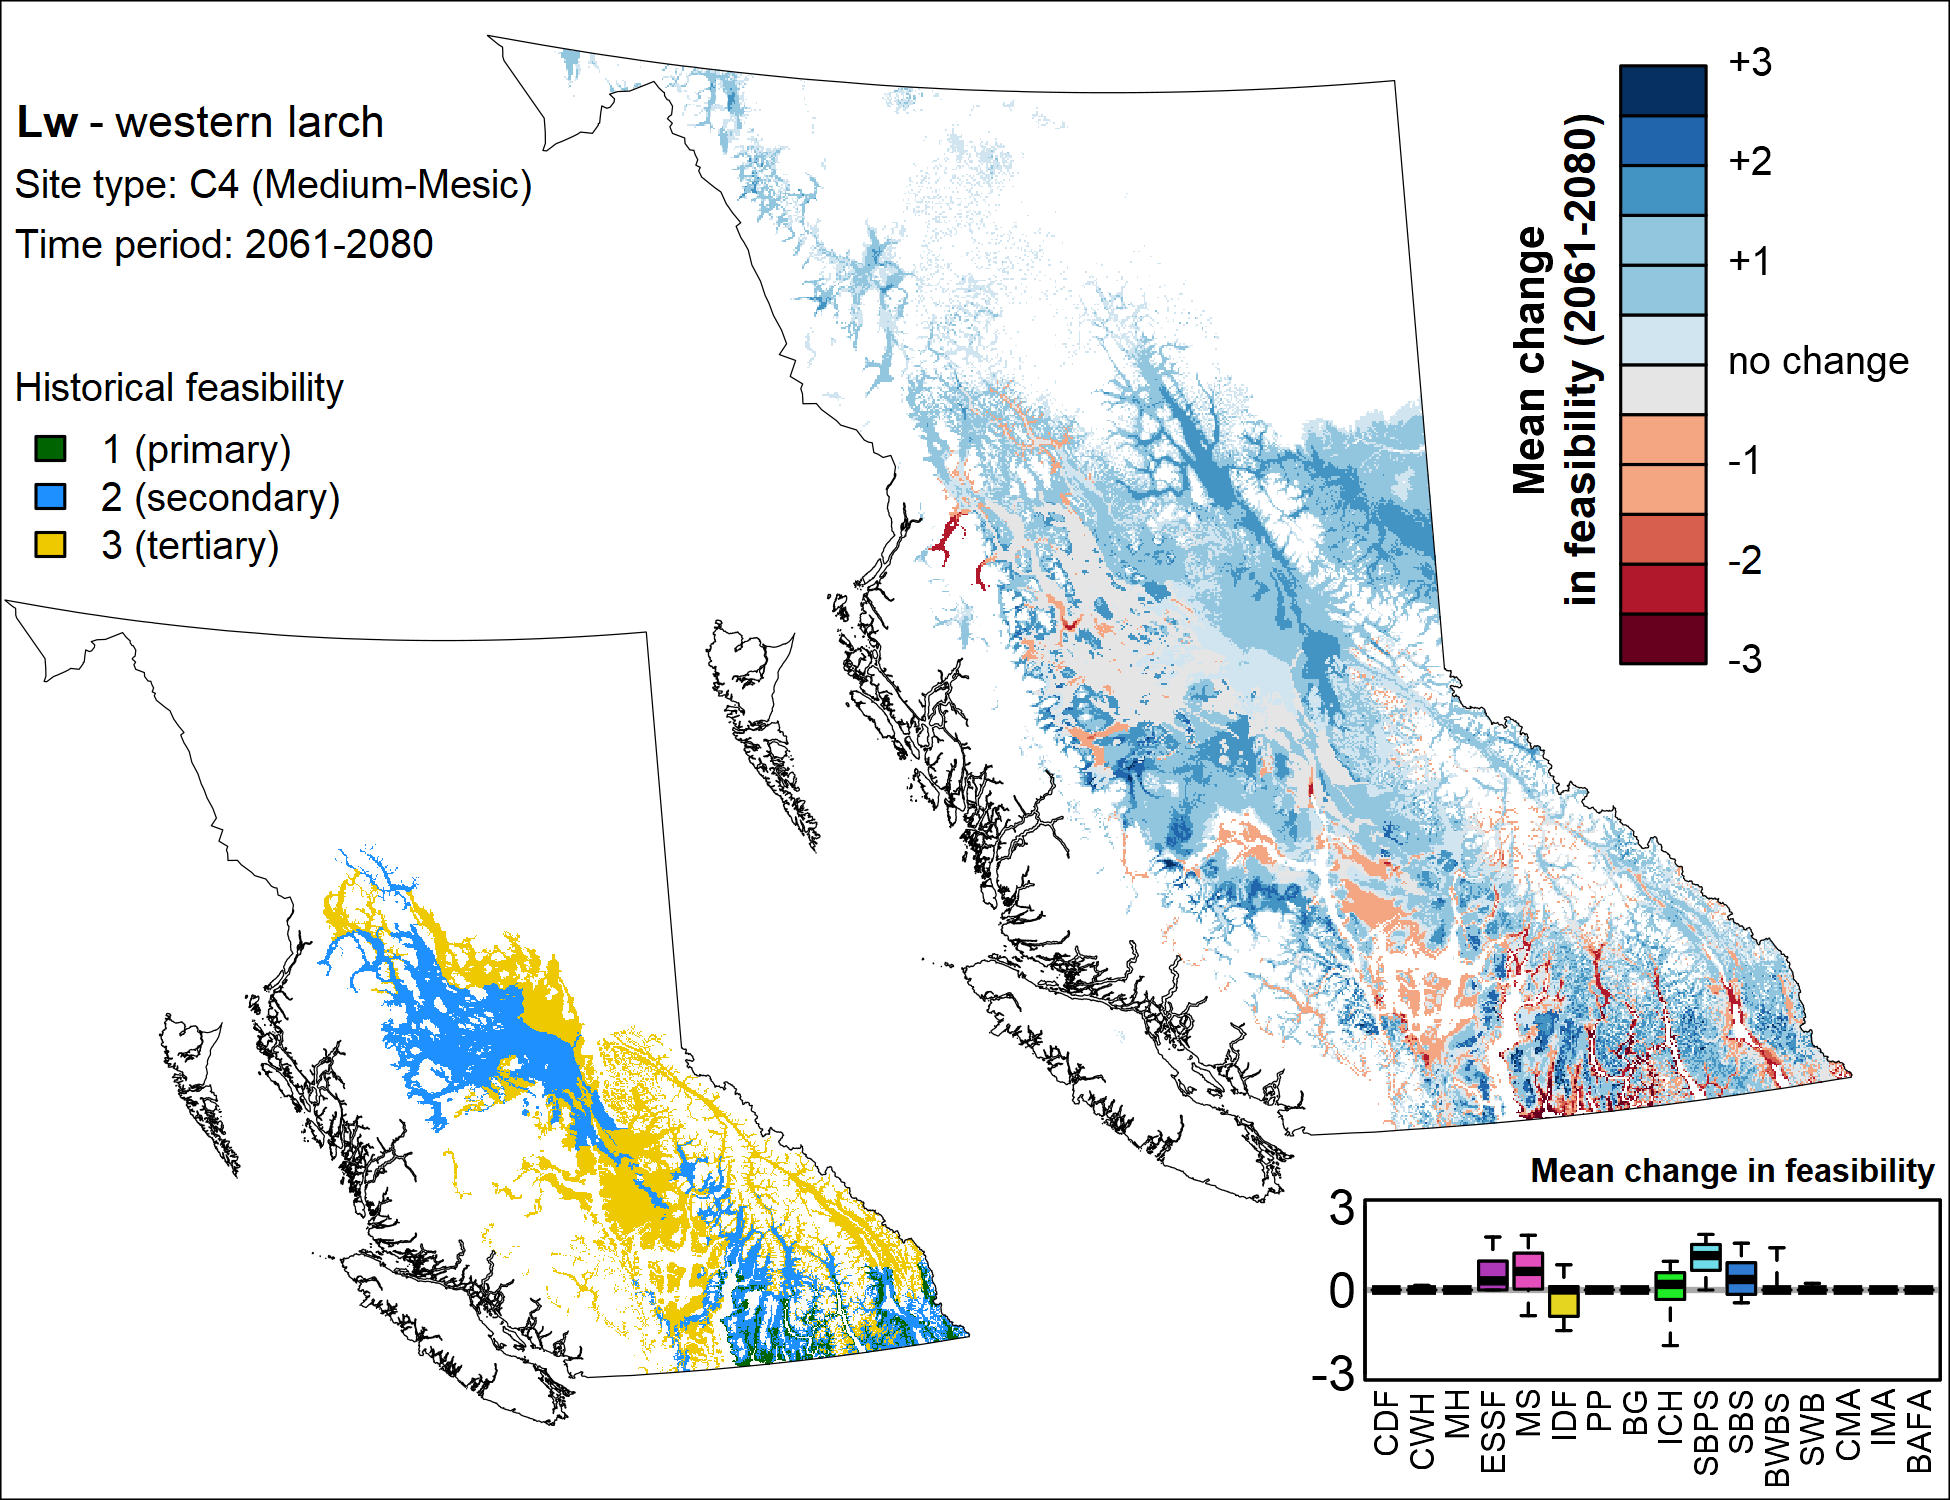 Lw - western larch
Site type: C4 (Medium-Mesic)
Time period: 2061-2080
Historical feasibility
1 (primary)
2 (secondary)
3 (tertiary)
Mean change
in feasibility (2061-2080)
+3
+2
+1
no change
-1
-2
-3
Mean change in feasibility
3
0
-3
CDF
CWH
MH
ESSF
MS
IDF
PP
BG
ICH
SBPS
SBS
BWBS
SWB
CMA
IMA
BAFA